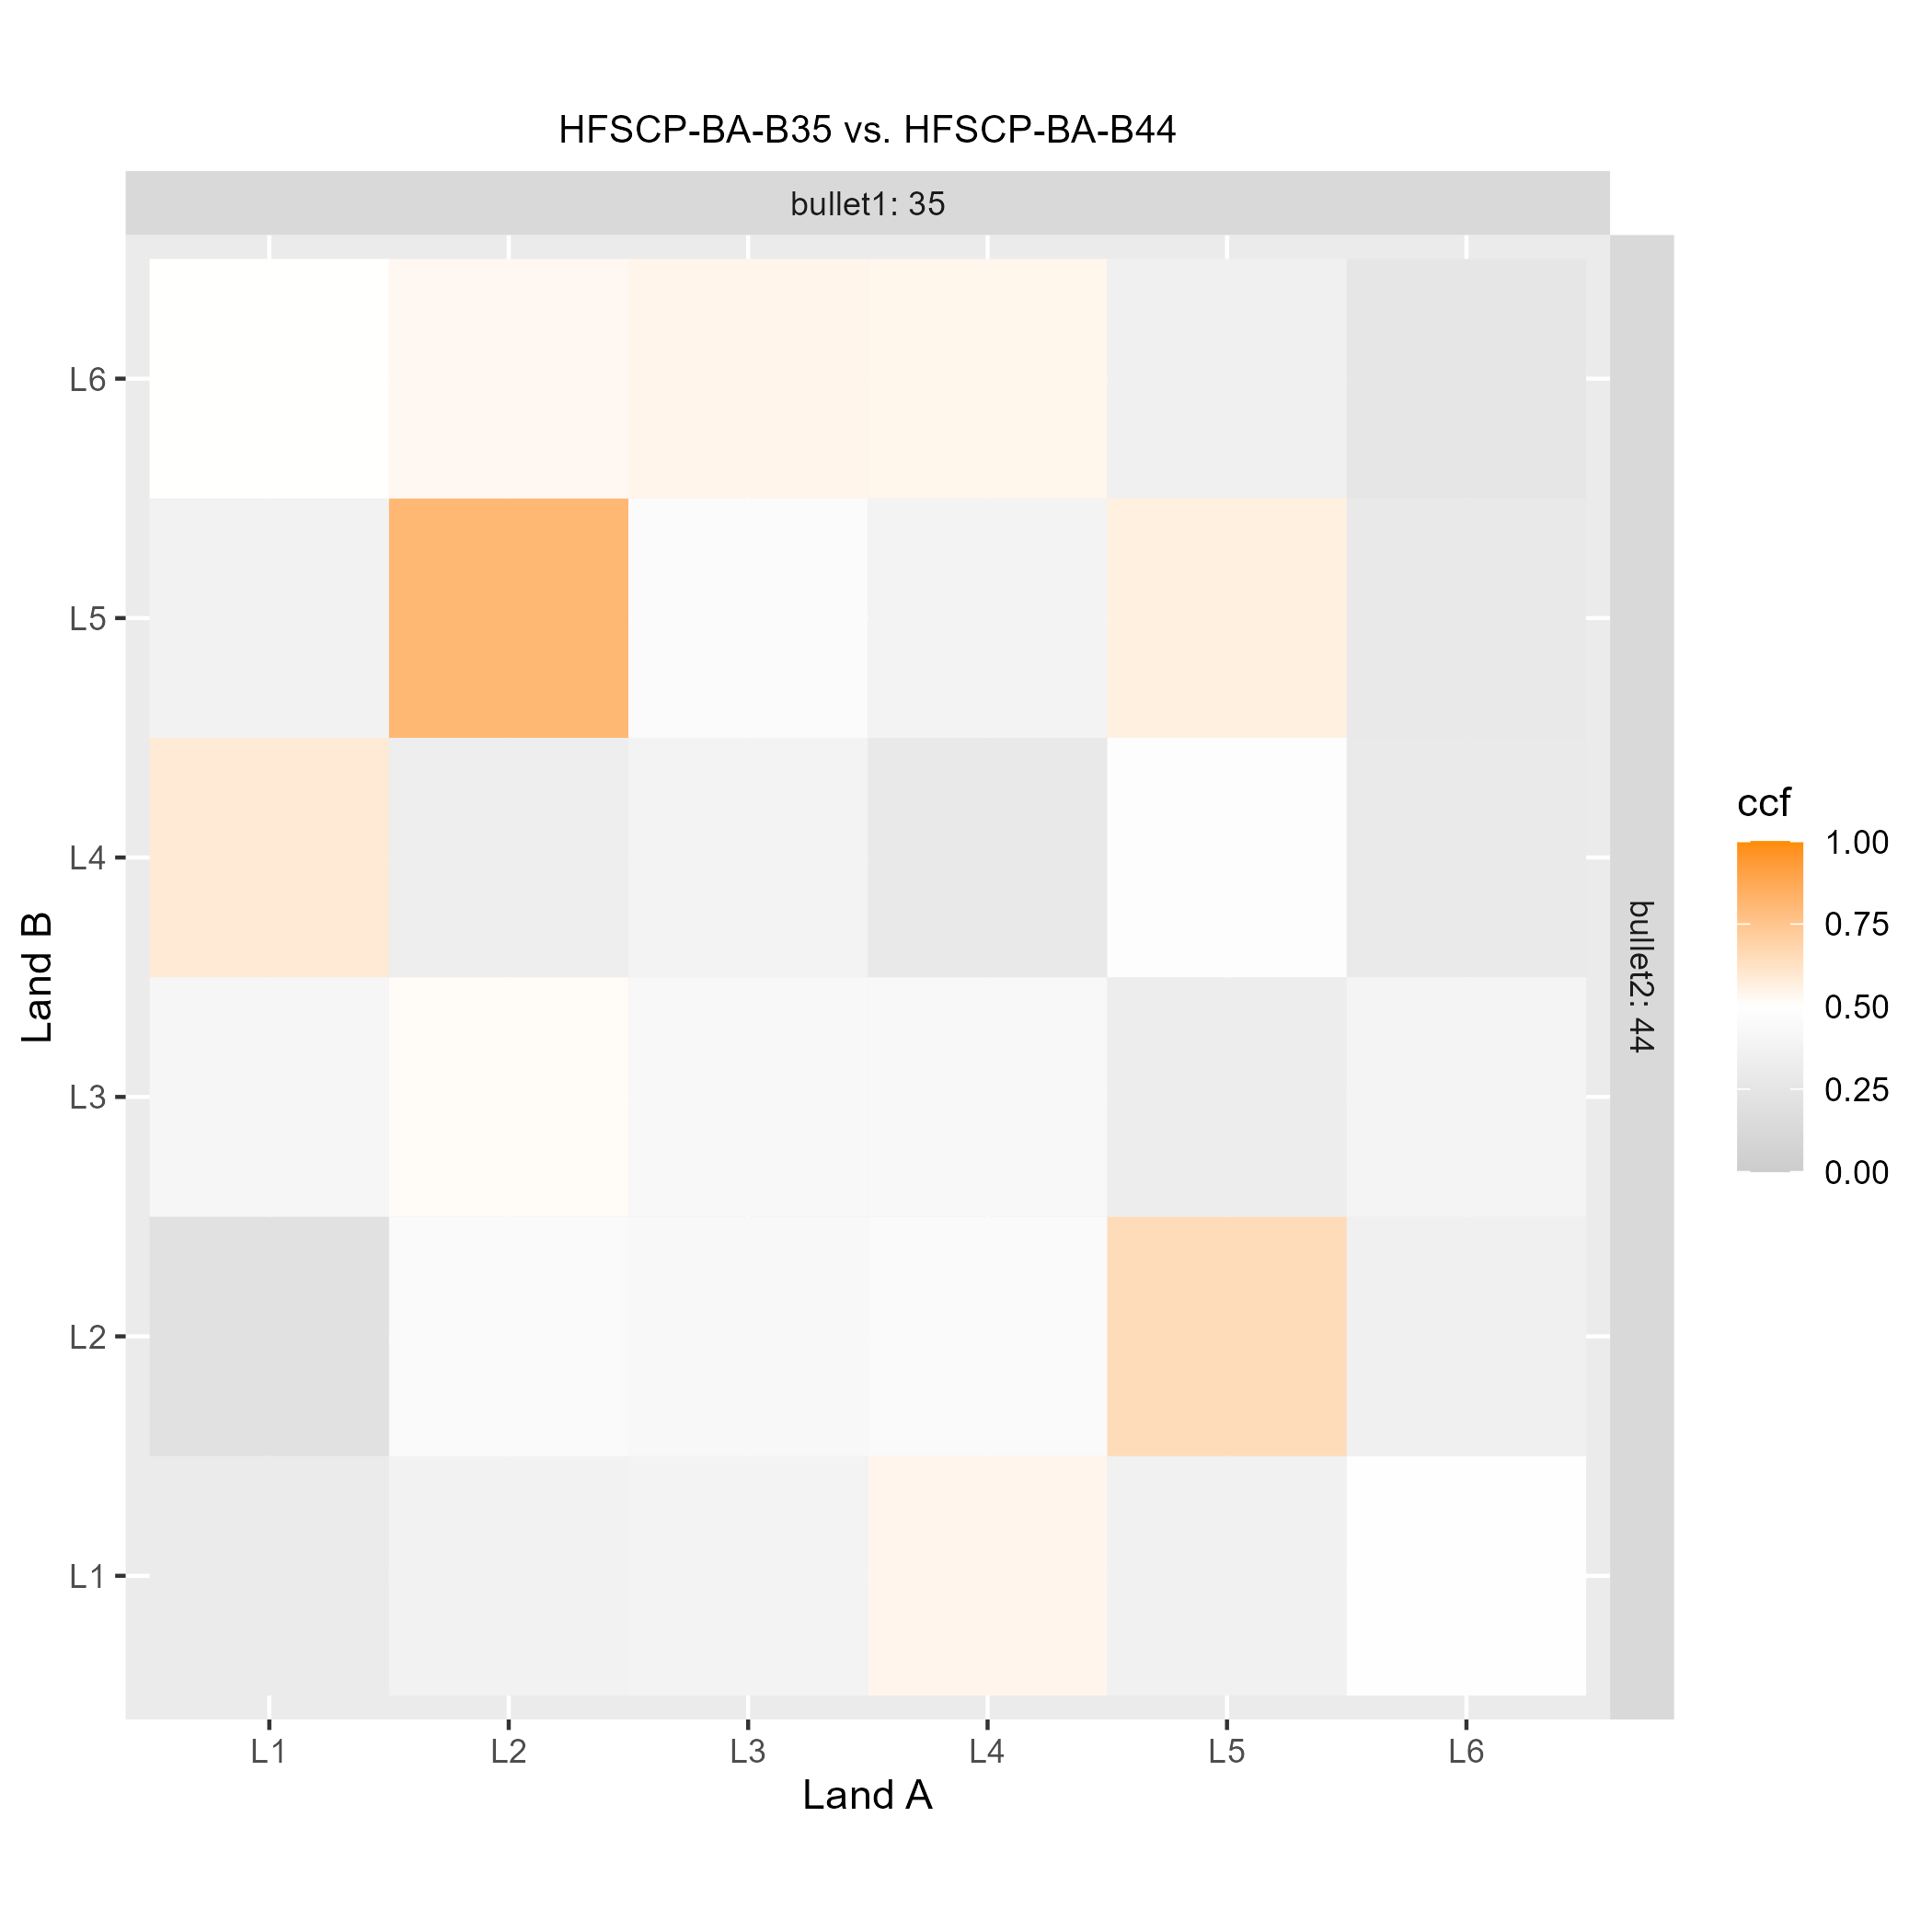 HFSCP-BA-B35 vs. HFSCP-BA-B44
bullet1: 35
L6
L5
L4
L3
L2
L1
Land B
bullet2: 44
ccf
1.00
0.75
0.50
0.25
0.00
L1
L2
L3
L4
L5
L6
Land A